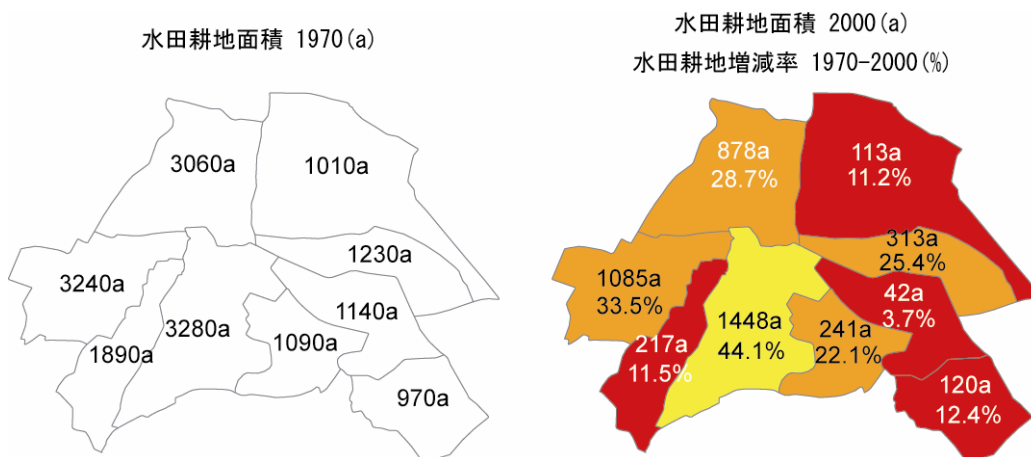 水田耕地面積 1970(a)
3060a
1010a
1230a
3240a
1140a
3280a
1090a
1890a
970a
水田耕地面積 2000(a)
水田耕地増減率 1970-2000(%)
878a
28.7%
113a
11.2%
313a
25.4%
1085a
33.5%
42a
3.7%
1448a
44.1%
241a
22.1%
217a
11.5%
120a
12.4%